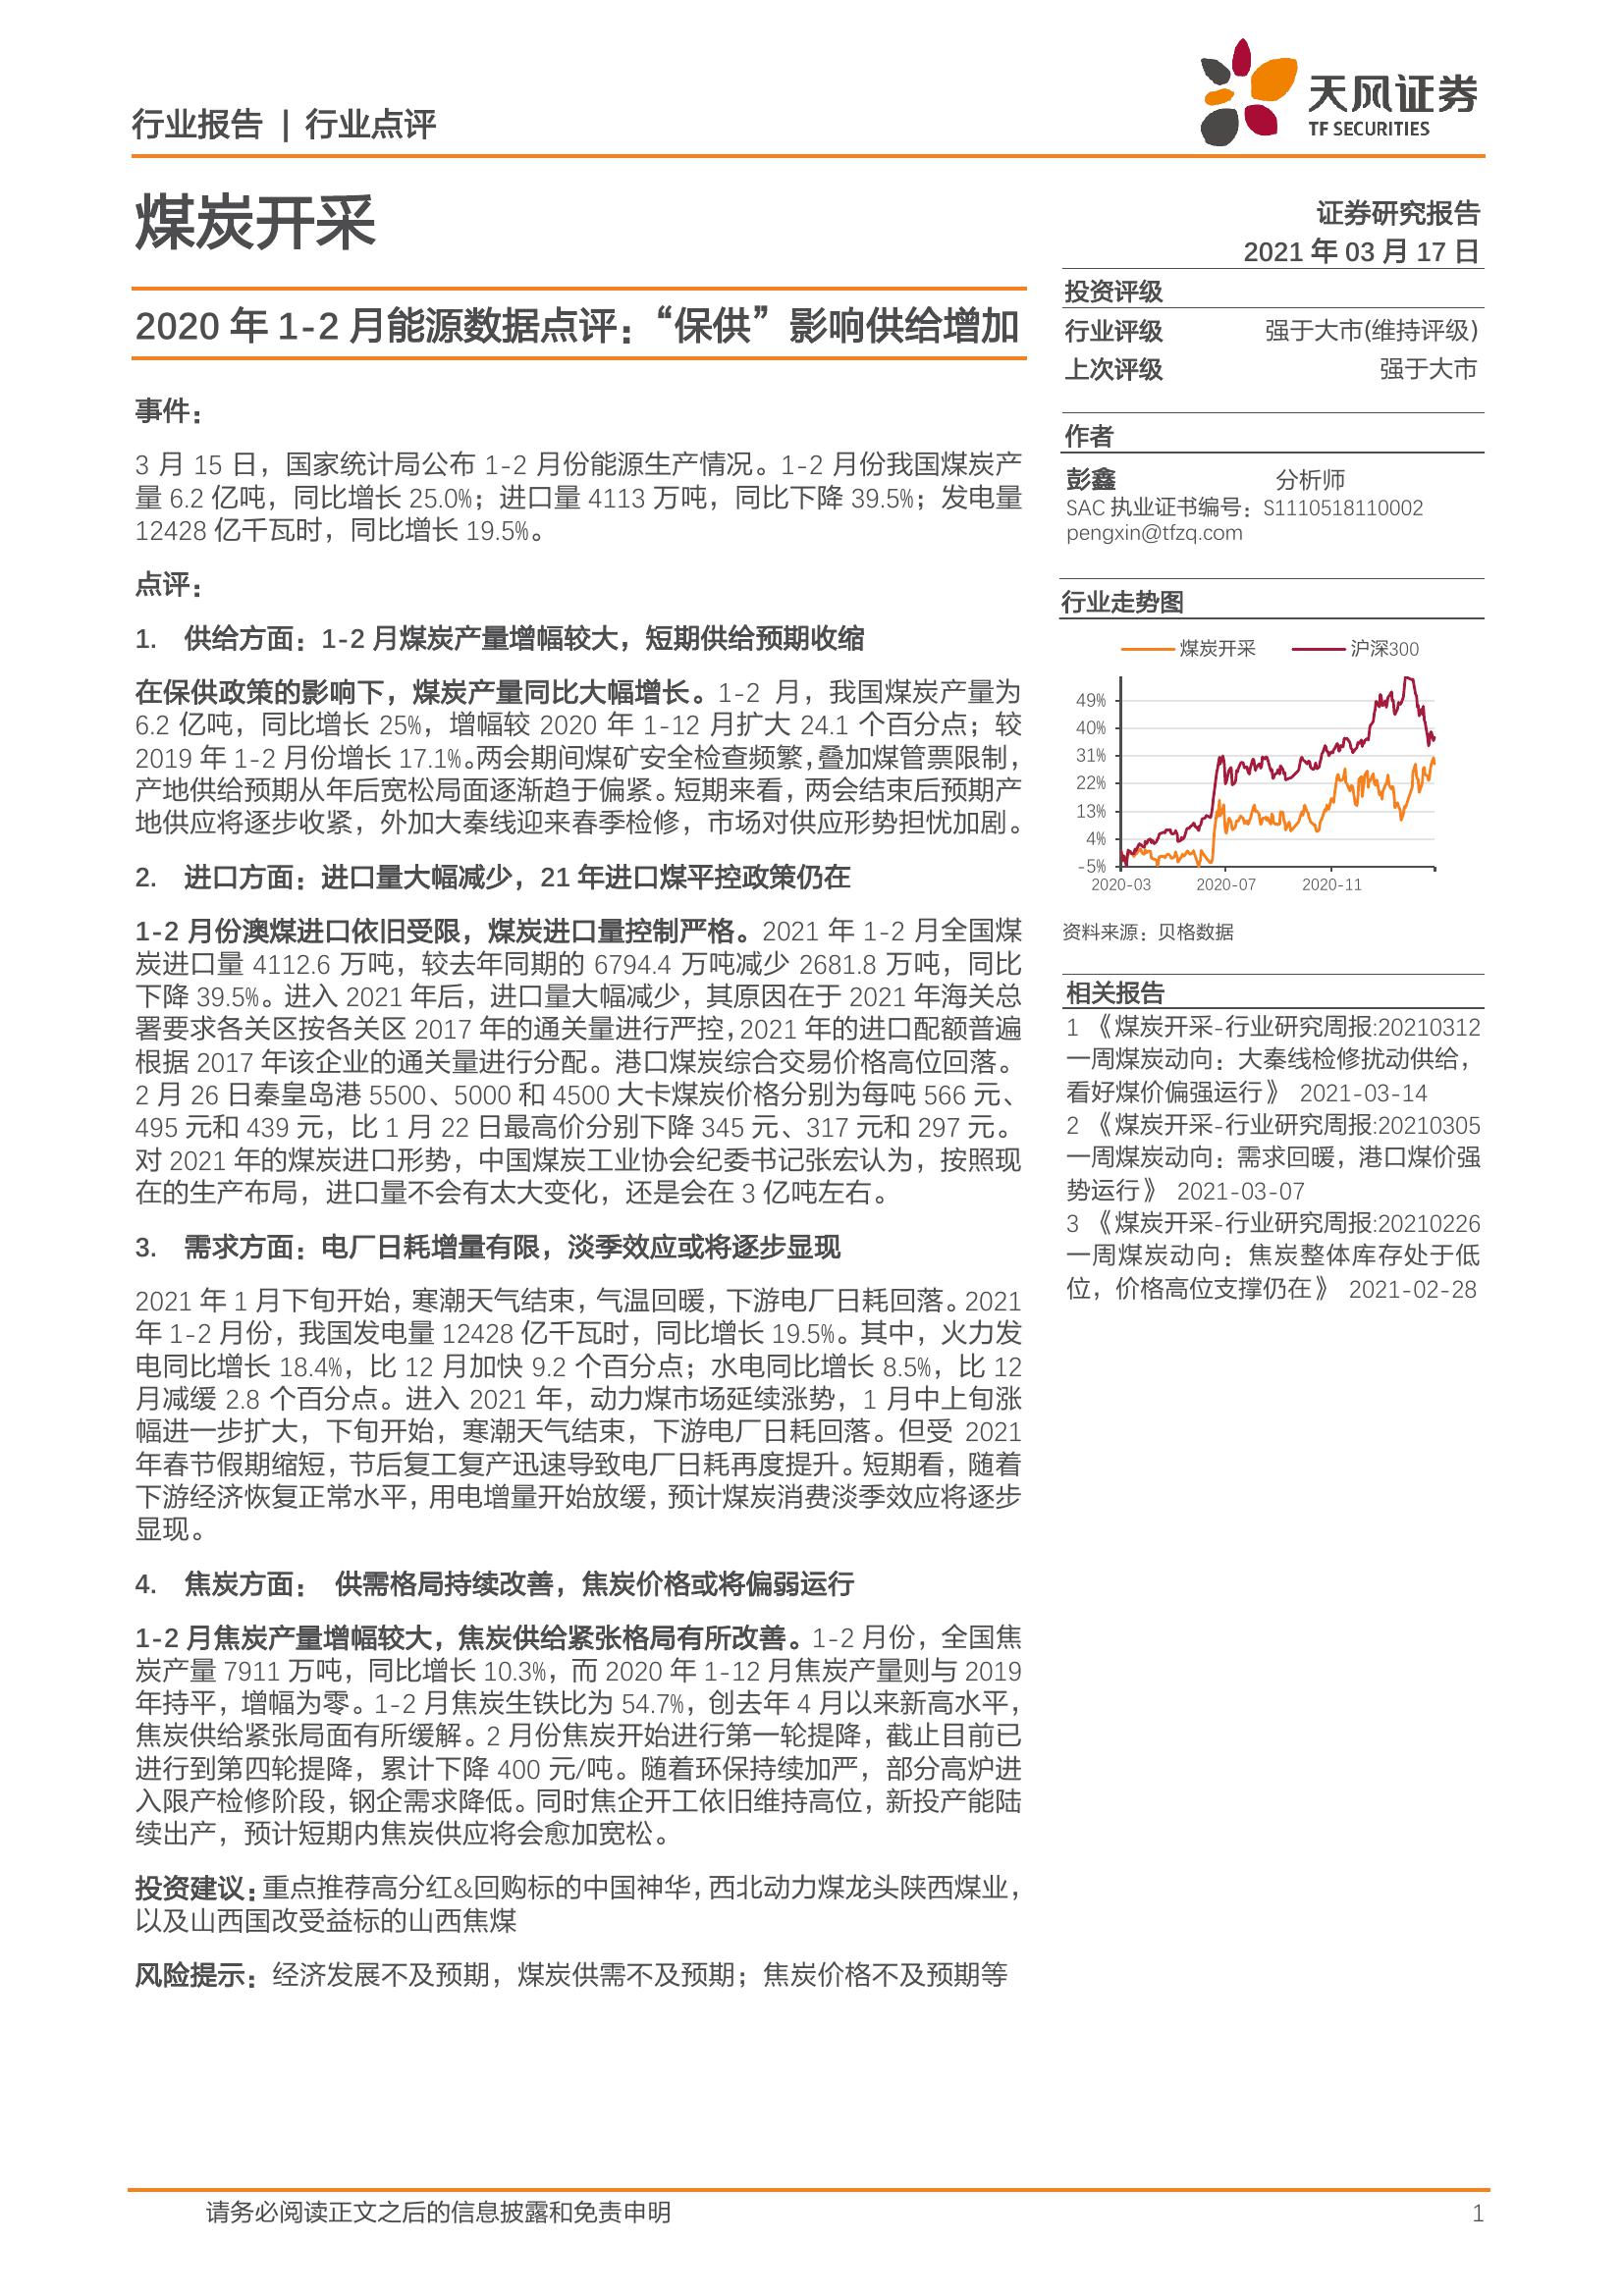 行业报告 | 行业点评
天风证券
TF SECURITIES
煤炭开采
证券研究报告
2021 年 03 月 17 日
2020 年 1-2 月能源数据点评：“保供”影响供给增加
事件：
3 月 15 日，国家统计局公布 1-2 月份能源生产情况。1-2 月份我国煤炭产
量 6.2 亿吨，同比增长 25.0%；进口量 4113 万吨，同比下降 39.5%；发电量
12428 亿千瓦时，同比增长 19.5%。
点评：
1. 供给方面：1-2 月煤炭产量增幅较大，短期供给预期收缩
在保供政策的影响下，煤炭产量同比大幅增长。1-2 月，我国煤炭产量为
6.2 亿吨，同比增长 25%，增幅较 2020 年 1-12 月扩大 24.1 个百分点；较
2019 年 1-2 月份增长 17.1%。两会期间煤矿安全检查频繁，叠加煤管票限制，
产地供给预期从年后宽松局面逐渐趋于偏紧。短期来看，两会结束后预期产
地供应将逐步收紧，外加大秦线迎来春季检修，市场对供应形势担忧加剧。
2. 进口方面：进口量大幅减少，21 年进口煤平控政策仍在
1-2 月份澳煤进口依旧受限，煤炭进口量控制严格。2021 年 1-2 月全国煤
炭进口量 4112.6 万吨，较去年同期的 6794.4 万吨减少 2681.8 万吨，同比
下降 39.5%。进入 2021 年后，进口量大幅减少，其原因在于 2021 年海关总
署要求各关区按各关区 2017 年的通关量进行严控，2021 年的进口配额普遍
根据 2017 年该企业的通关量进行分配。港口煤炭综合交易价格高位回落。
2 月 26 日秦皇岛港 5500、5000 和 4500 大卡煤炭价格分别为每吨 566 元、
495 元和 439 元，比 1 月 22 日最高价分别下降 345 元、317 元和 297 元。
对 2021 年的煤炭进口形势，中国煤炭工业协会纪委书记张宏认为，按照现
在的生产布局，进口量不会有太大变化，还是会在 3 亿吨左右。
3. 需求方面：电厂日耗增量有限，淡季效应或将逐步显现
2021 年 1 月下旬开始，寒潮天气结束，气温回暖，下游电厂日耗回落。2021
年 1-2 月份，我国发电量 12428 亿千瓦时，同比增长 19.5%。其中，火力发
电同比增长 18.4%，比 12 月加快 9.2 个百分点；水电同比增长 8.5%，比 12
月减缓 2.8 个百分点。进入 2021 年，动力煤市场延续涨势，1 月中上旬涨
幅进一步扩大，下旬开始，寒潮天气结束，下游电厂日耗回落。但受 2021
年春节假期缩短，节后复工复产迅速导致电厂日耗再度提升。短期看，随着
下游经济恢复正常水平，用电增量开始放缓，预计煤炭消费淡季效应将逐步
显现。
4. 焦炭方面： 供需格局持续改善，焦炭价格或将偏弱运行
1-2 月焦炭产量增幅较大，焦炭供给紧张格局有所改善。1-2 月份，全国焦
炭产量 7911 万吨，同比增长 10.3%，而 2020 年 1-12 月焦炭产量则与 2019
年持平，增幅为零。1-2 月焦炭生铁比为 54.7%，创去年 4 月以来新高水平，
焦炭供给紧张局面有所缓解。2 月份焦炭开始进行第一轮提降，截止目前已
进行到第四轮提降，累计下降 400 元/吨。随着环保持续加严，部分高炉进
入限产检修阶段，钢企需求降低。同时焦企开工依旧维持高位，新投产能陆
续出产，预计短期内焦炭供应将会愈加宽松。
投资建议：重点推荐高分红&回购标的中国神华，西北动力煤龙头陕西煤业，
以及山西国改受益标的山西焦煤
风险提示：经济发展不及预期，煤炭供需不及预期；焦炭价格不及预期等
投资评级
行业评级 强于大市(维持评级)
上次评级 强于大市
作者
彭鑫 分析师
SAC 执业证书编号：S1110518110002
pengxin@tfzq.com
行业走势图
煤炭开采 沪深300
49%
40%
31%
22%
13%
4%
-5%
2020-03 2020-07 2020-11
资料来源：贝格数据
相关报告
1 《煤炭开采-行业研究周报:20210312
一周煤炭动向：大秦线检修扰动供给，
看好煤价偏强运行》 2021-03-14
2 《煤炭开采-行业研究周报:20210305
一周煤炭动向：需求回暖，港口煤价强
势运行》 2021-03-07
3 《煤炭开采-行业研究周报:20210226
一周煤炭动向：焦炭整体库存处于低
位，价格高位支撑仍在》 2021-02-28
请务必阅读正文之后的信息披露和免责申明 1